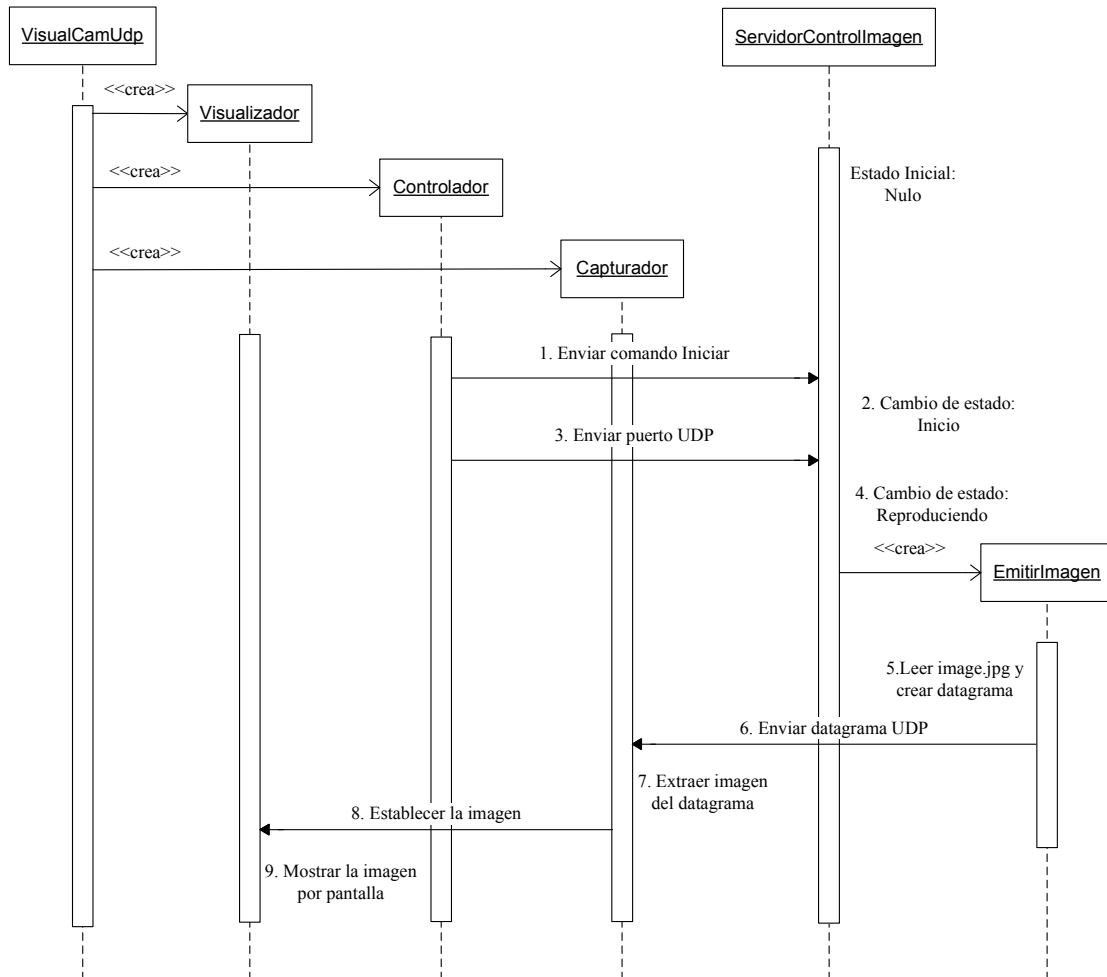 VisualCamUdp
ServidorControlImagen
<<crea>>
Visualizador
<<crea>>
Controlador
Estado Inicial:
Nulo
<<crea>>
Capturador
1. Enviar comando Iniciar
2. Cambio de estado:
Inicio
3. Enviar puerto UDP
4. Cambio de estado:
Reproduciendo
<<crea>>
EmitirImagen
5.Leer image.jpg y
crear datagrama
6. Enviar datagrama UDP
7. Extraer imagen
del datagrama
8. Establecer la imagen
9. Mostrar la imagen
por pantalla